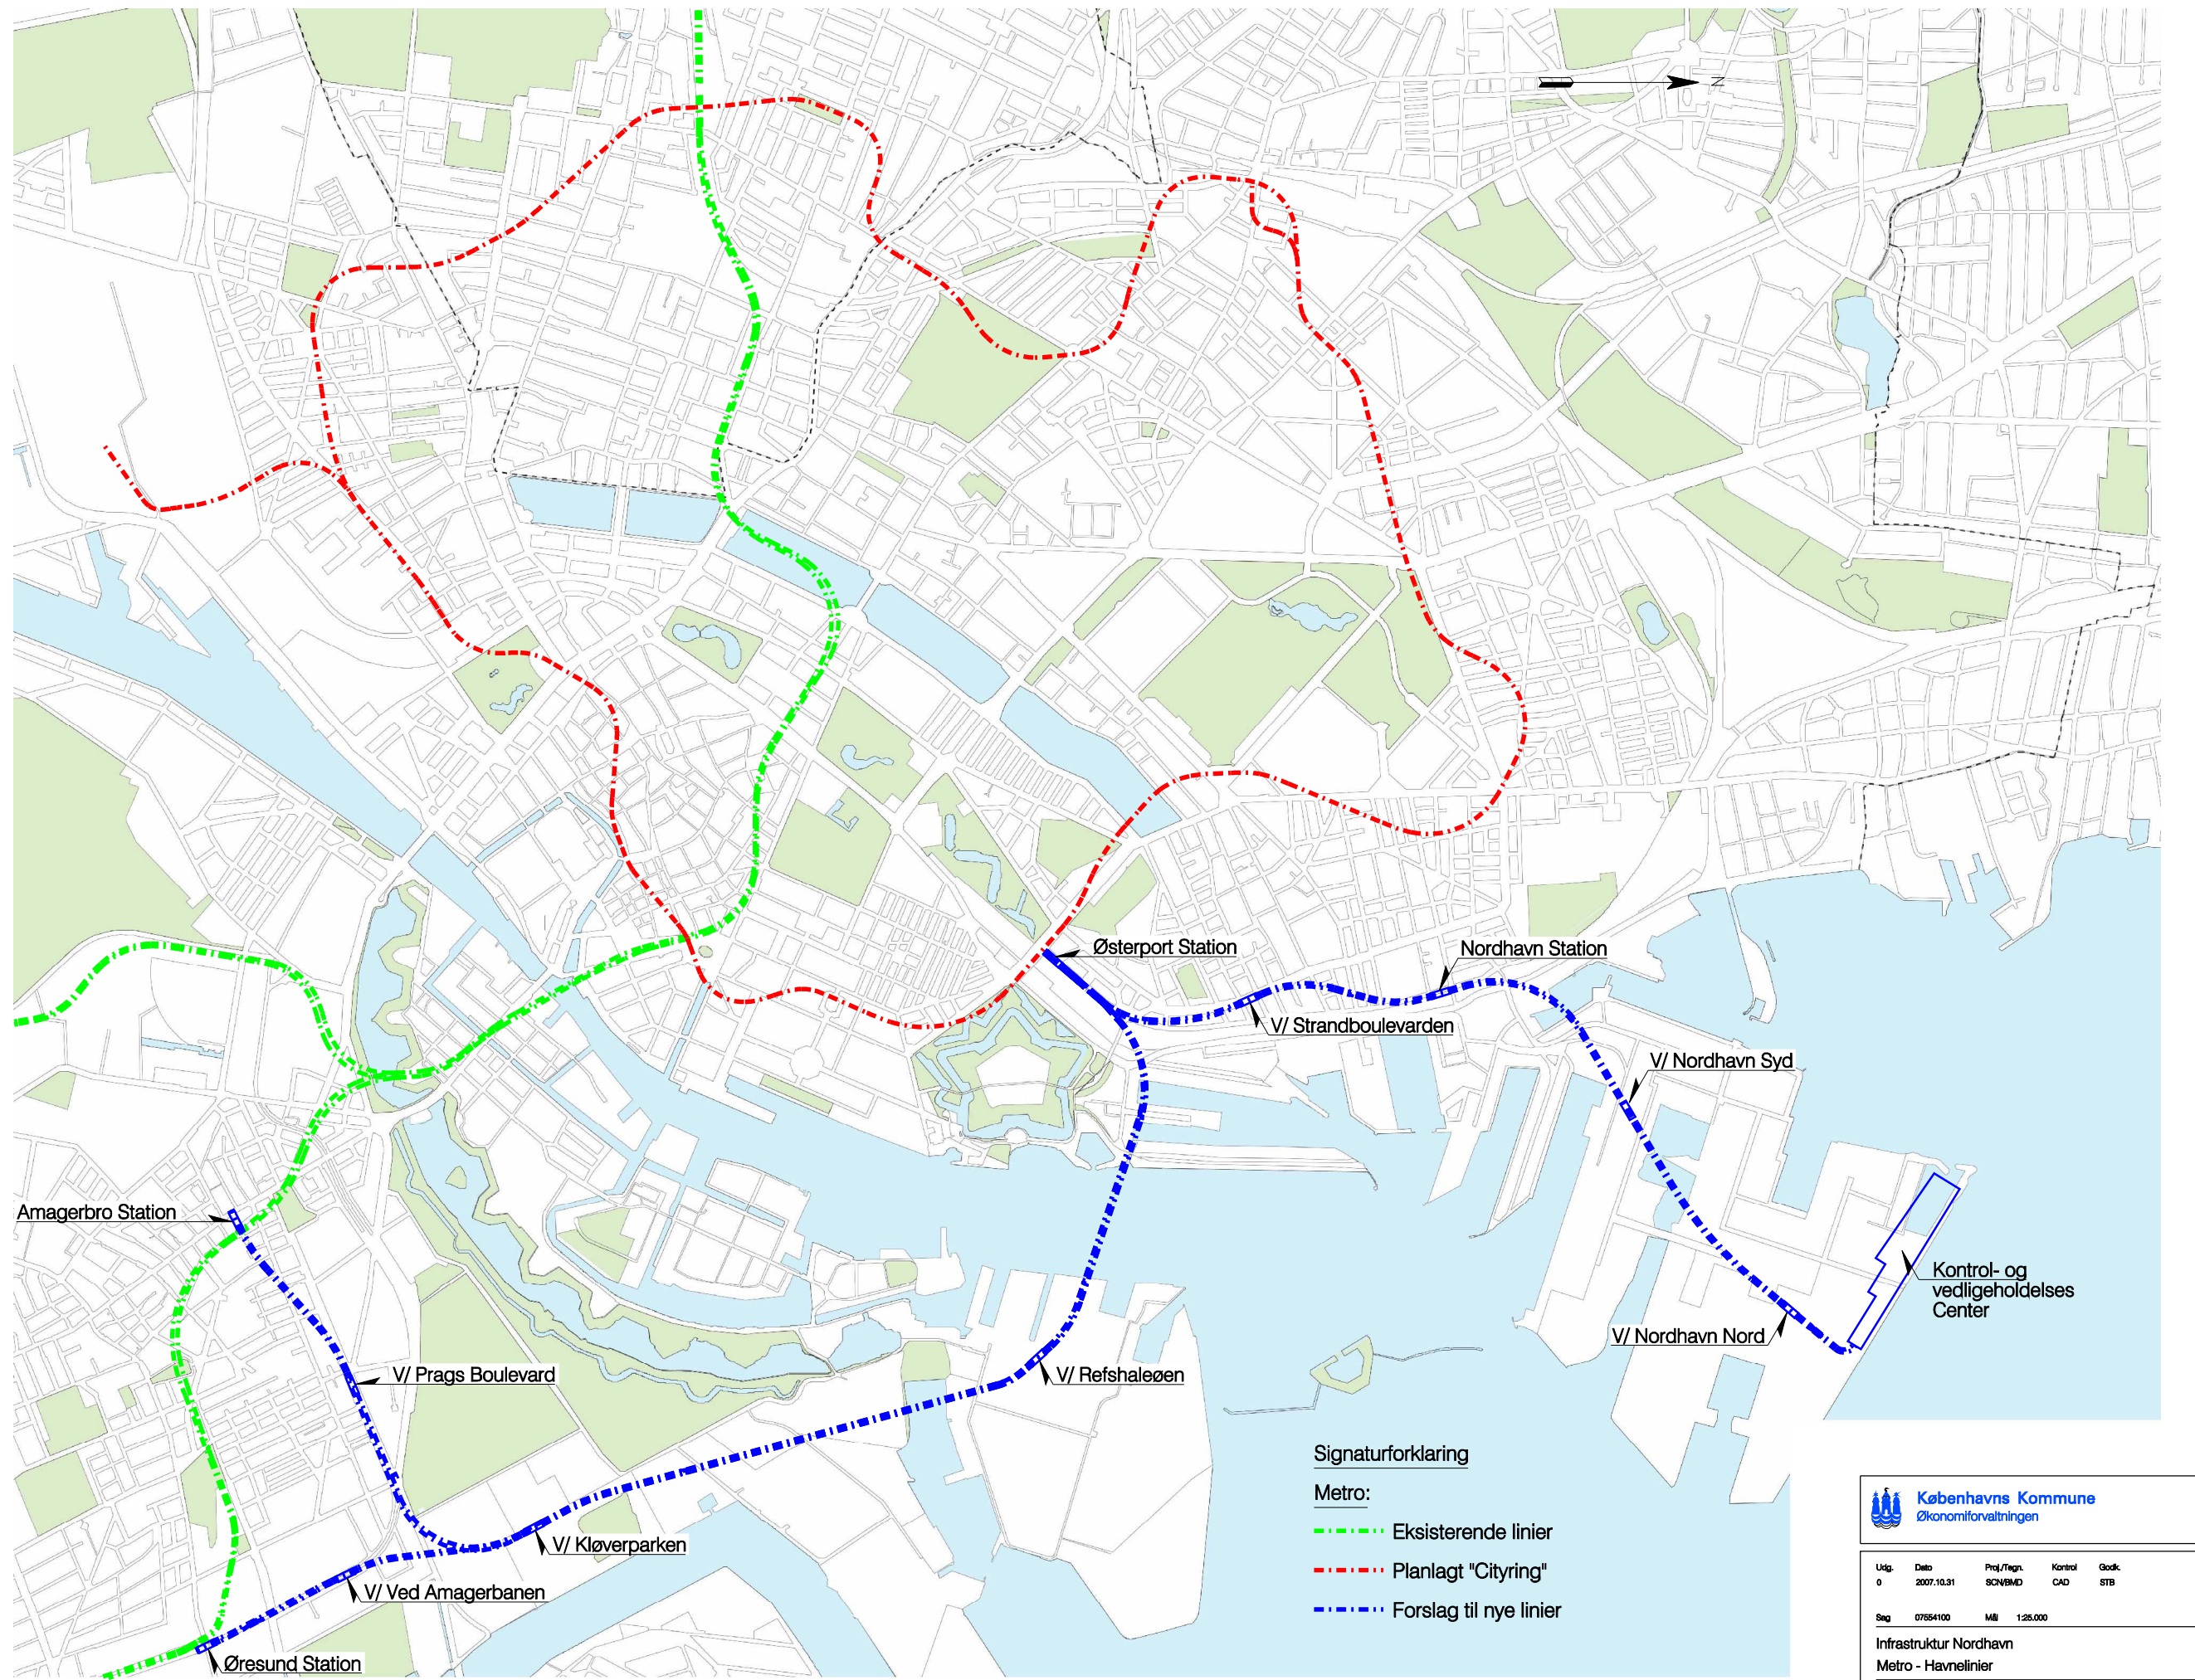 N
Østerport Station
Nordhavn Station
V/ Strandboulevarden
V/ Nordhavn Syd
Amagerbro Station
Kontrol- og
vedligeholdelses
Center
V/ Nordhavn Nord
V/ Prags Boulevard
V/ Refshaleøen
V/ Kløverparken
V/ Ved Amagerbanen
Øresund Station
Signaturforklaring
Metro:
Eksisterende linier
Planlagt "Cityring"
Forslag til nye linier
Københavns Kommune
Økonomiforvaltningen
Udg. Dato Proj./Tegn. Kontrol Godk.
0 2007.10.31 SCN/BMD CAD STB
Sag 07554100 Mål 1:25.000
Infrastruktur Nordhavn
Metro - Havnelinier